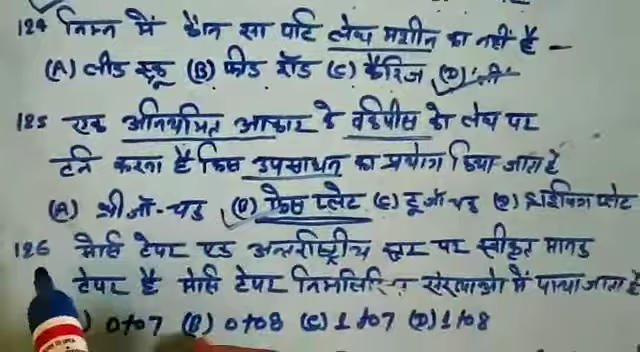 124 निम्न में कौन सा पार्ट लेथ मशीन का नहीं है -
(A) लीड स्क्रू (B) फीड रॉड (C) कैरिज (D)
125 एक अनियमित आकार के वर्कपीस को लेथ पर
टर्न करना है किस उपसाधन का प्रयोग किया जाता है
(A) थ्री जॉ-चक (B) फेस प्लेट (C) टू जॉ चक (D) ड्राइविंग प्लेट
126 मोर्स टेपर एक अन्तर्राष्ट्रीय स्तर पर स्वीकृत मानक
टेपर है मोर्स टेपर निम्नलिखित संख्याओं में पाया जाता है
) 0 to 7 (B) 0 to 8 (C) 1 to 7 (D) 1 to 8